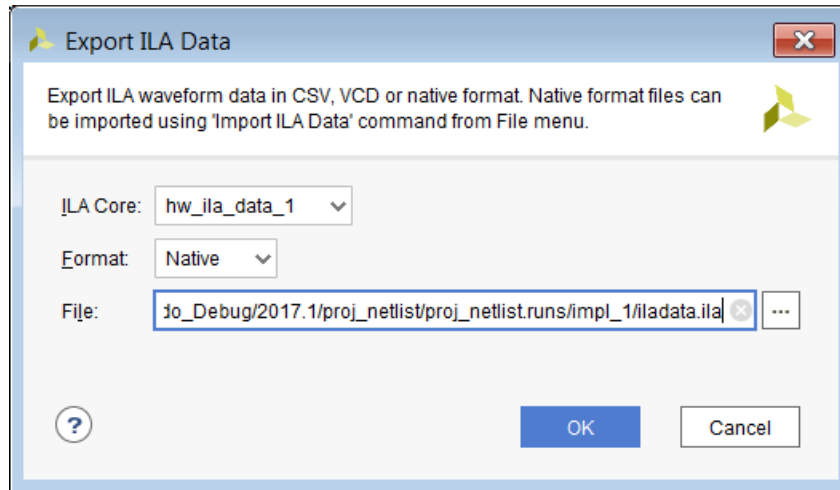 Export ILA Data
Export ILA waveform data in CSV, VCD or native format. Native format files can
be imported using 'Import ILA Data' command from File menu.
ILA Core: hw_ila_data_1
Format: Native
File: do_Debug/2017.1/proj_netlist/proj_netlist.runs/impl_1/iladata.ila ...
? OK Cancel